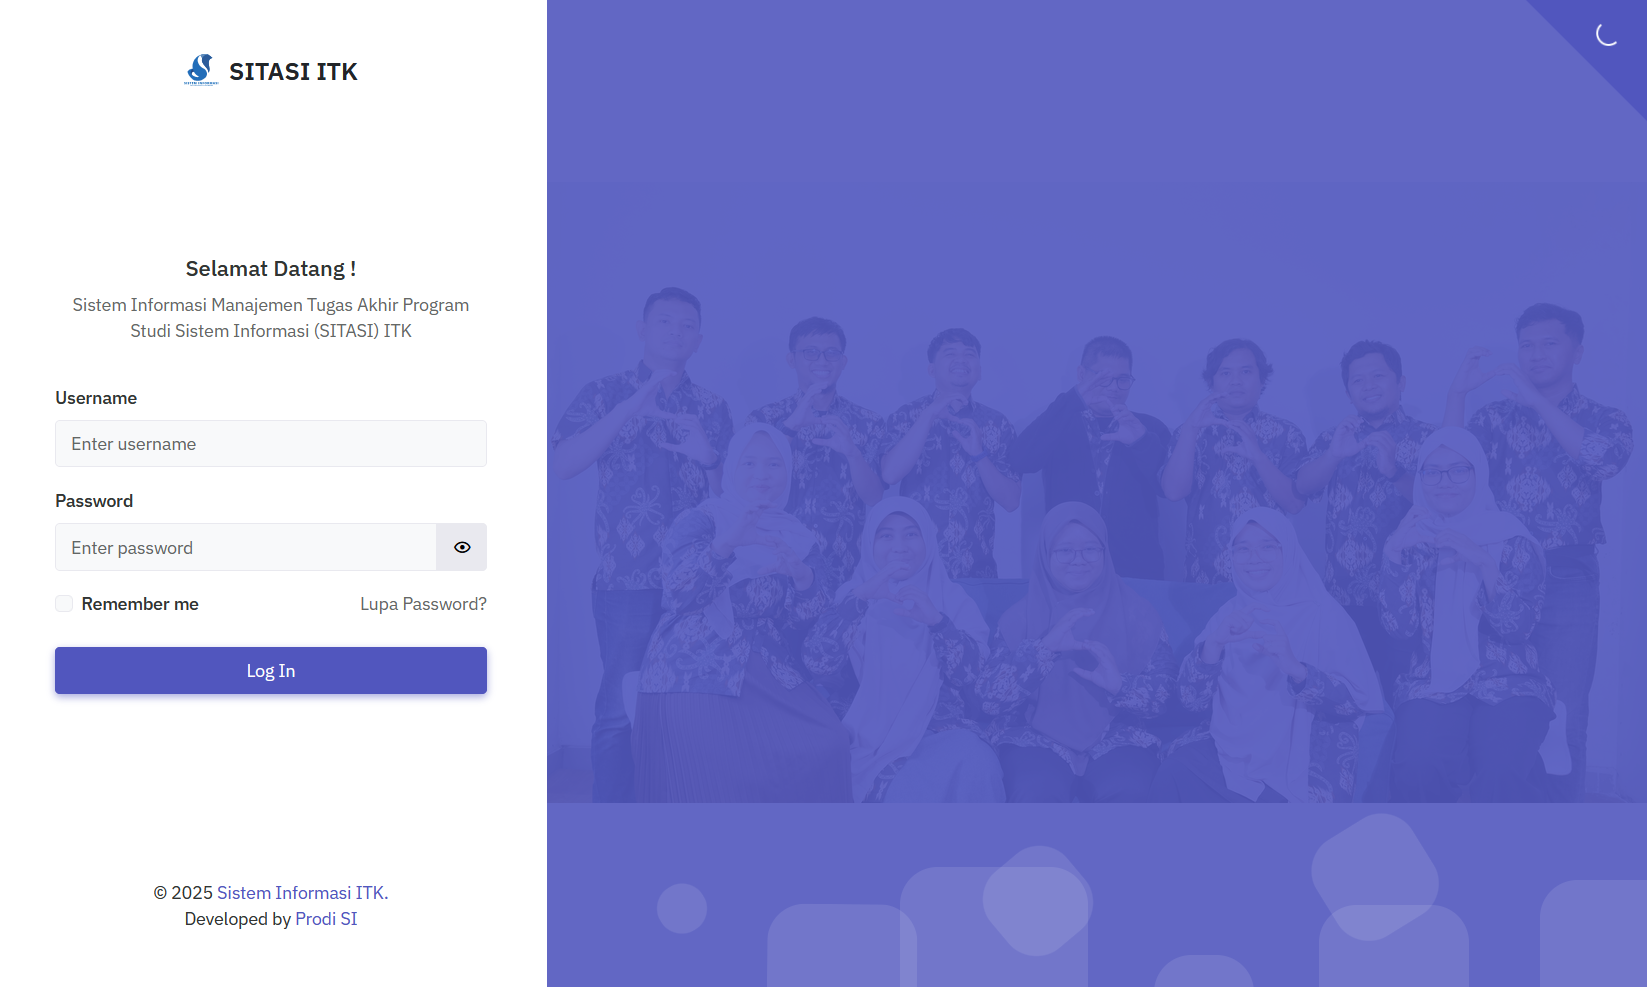 SITASI ITK
Selamat Datang !
Sistem Informasi Manajemen Tugas Akhir Program
Studi Sistem Informasi (SITASI) ITK
Username
Enter username
Password
Enter password
Remember me
Lupa Password?
Log In
© 2025 Sistem Informasi ITK.
Developed by Prodi SI